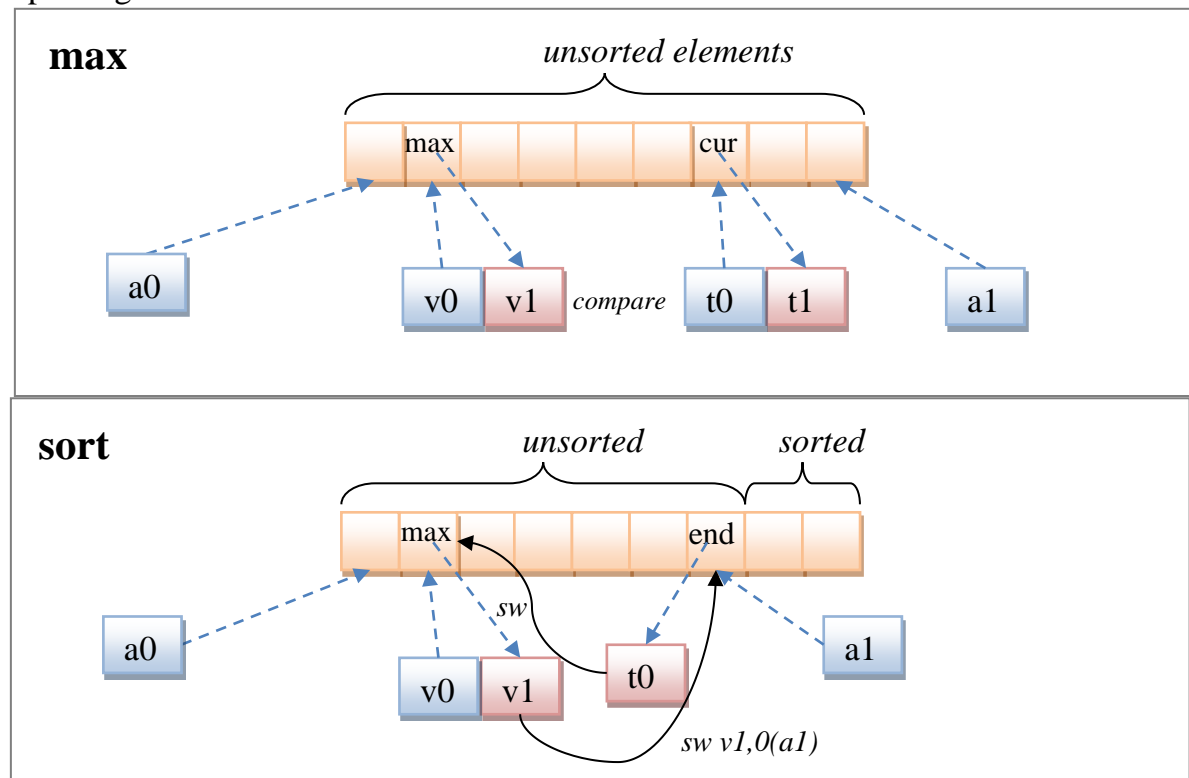 max
unsorted elements
max cur
a0 v0 v1 compare t0 t1 a1
sort
unsorted sorted
max end
sw
a0 v0 v1 t0 a1
sw v1,0(a1)